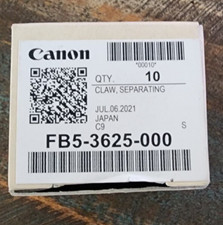 Canon
*00010*
QTY. 10
CLAW, SEPARATING
JUL.06.2021
JAPAN
C9 S
FB5-3625-000